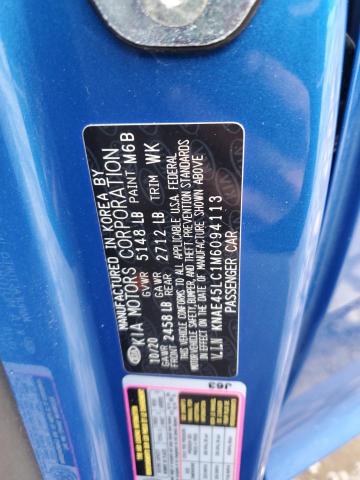 MANUFACTURED IN KOREA BY
KIA MOTORS CORPORATION
10/20 GVWR 5148 LB PAINT M6B
GAWR FRONT 2458 LB GAWR REAR 2712 LB TRIM WK
THIS VEHICLE CONFORMS TO ALL APPLICABLE U.S.A. FEDERAL
MOTOR VEHICLE SAFETY, BUMPER, AND THEFT PREVENTION STANDARDS
IN EFFECT ON THE DATE OF MANUFACTURE SHOWN ABOVE
V.I.N KNAE45LC1M6094113
PASSENGER CAR
J63